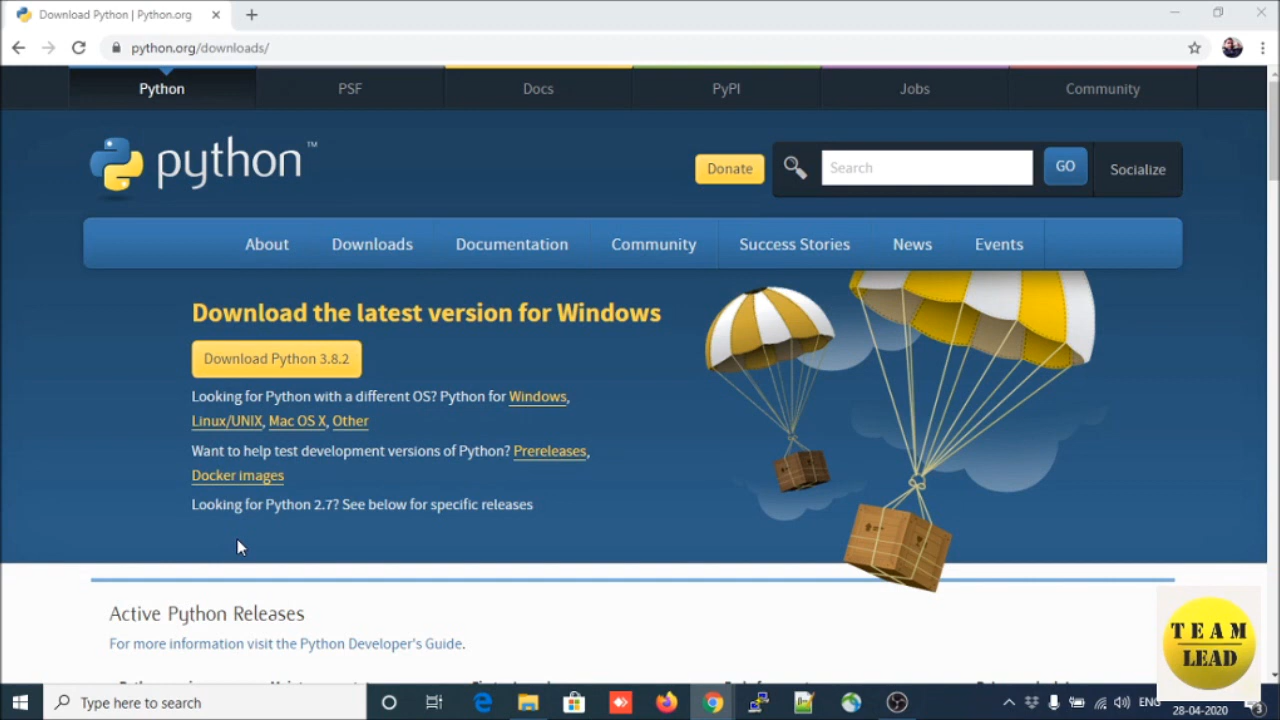 Download Python | Python.org
python.org/downloads/
Python PSF Docs PyPI Jobs Community
python™
Donate Search GO Socialize
About Downloads Documentation Community Success Stories News Events
Download the latest version for Windows
Download Python 3.8.2
Looking for Python with a different OS? Python for Windows,
Linux/UNIX, Mac OS X, Other
Want to help test development versions of Python? Prereleases,
Docker images
Looking for Python 2.7? See below for specific releases
Active Python Releases
For more information visit the Python Developer's Guide.
TEAM
LEAD
Type here to search
ENG
28-04-2020
3